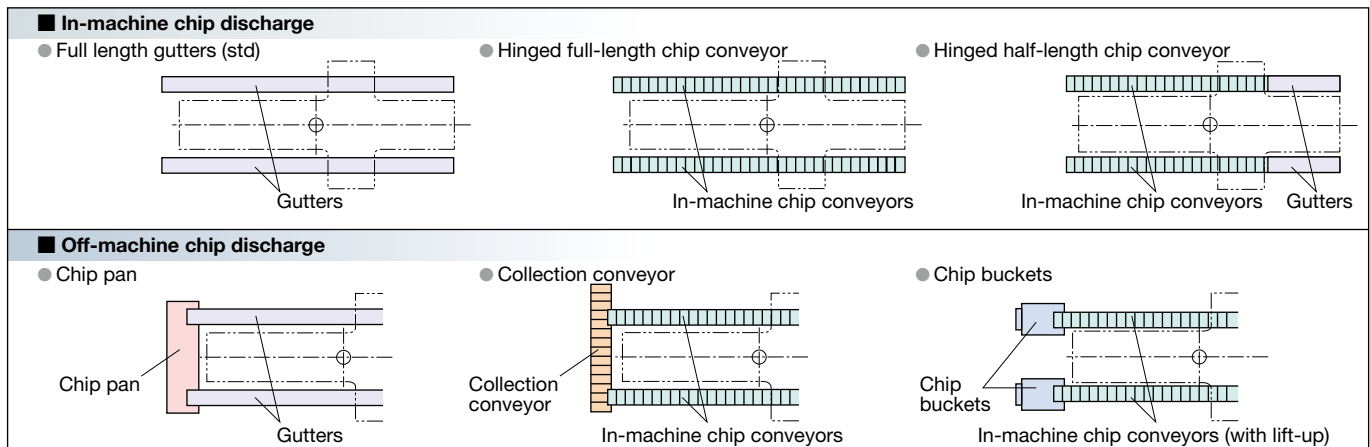 ■ In-machine chip discharge
● Full length gutters (std)
● Hinged full-length chip conveyor
● Hinged half-length chip conveyor
Gutters
In-machine chip conveyors
In-machine chip conveyors
Gutters
■ Off-machine chip discharge
● Chip pan
● Collection conveyor
● Chip buckets
Chip pan
Gutters
Collection
conveyor
In-machine chip conveyors
Chip
buckets
In-machine chip conveyors (with lift-up)